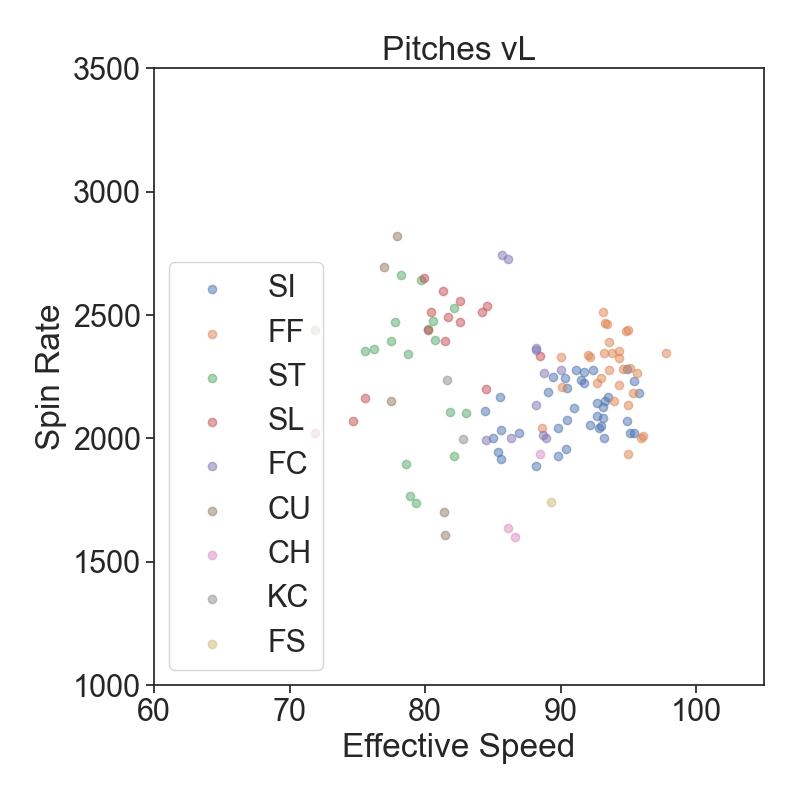 Pitches vL
3500
3000
2500
2000
1500
1000
Spin Rate
SI
FF
ST
SL
FC
CU
CH
KC
FS
60 70 80 90 100
Effective Speed